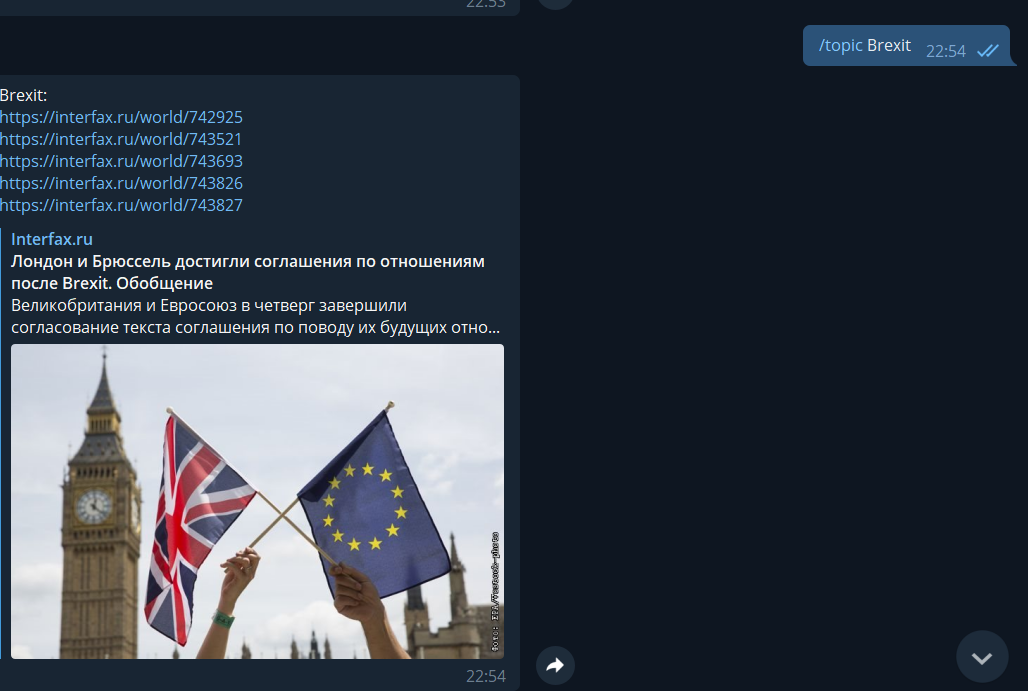 22:53
/topic Brexit 22:54
Brexit:
https://interfax.ru/world/742925
https://interfax.ru/world/743521
https://interfax.ru/world/743693
https://interfax.ru/world/743826
https://interfax.ru/world/743827
Interfax.ru
Лондон и Брюссель достигли соглашения по отношениям
после Brexit. Обобщение
Великобритания и Евросоюз в четверг завершили
согласование текста соглашения по поводу их будущих отно...
Фото: EPA/Vostock-photo
22:54